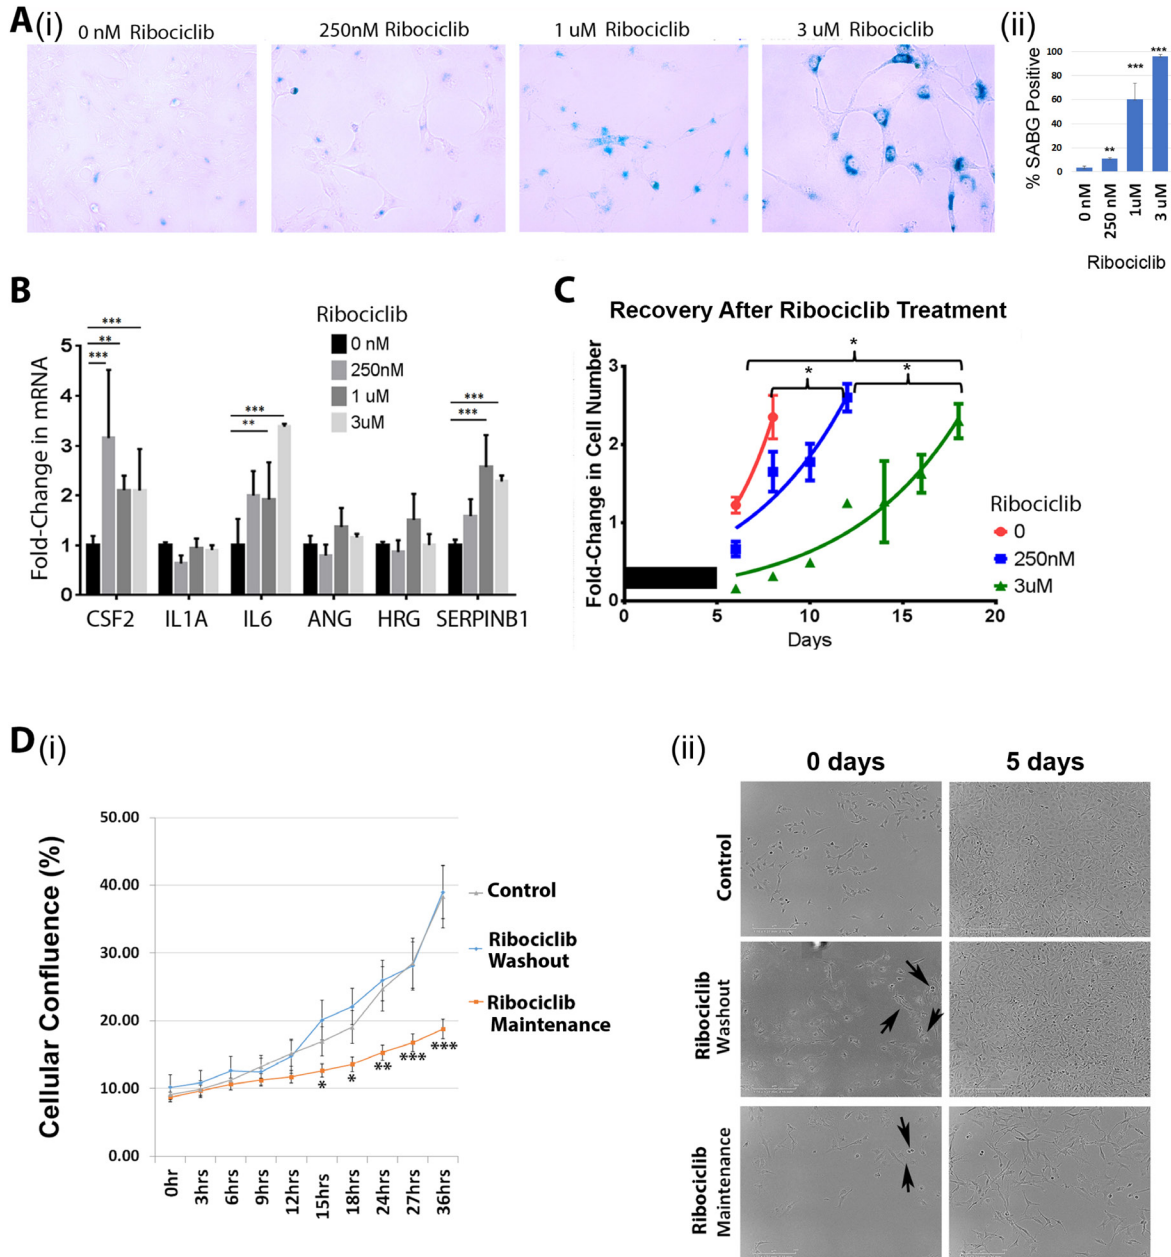 A(i)
0 nM Ribociclib
250nM Ribociclib
1 uM Ribociclib
3 uM Ribociclib
(ii)
% SABG Positive
100
80
60
40
20
0
**
***
***
0 nM
250 nM
1uM
3 uM
Ribociclib
B
Fold-Change in mRNA
5
4
3
2
1
0
***
**
***
***
**
***
***
Ribociclib
0 nM
250nM
1 uM
3uM
CSF2
IL1A
IL6
ANG
HRG
SERPINB1
C
Recovery After Ribociclib Treatment
Fold-Change in Cell Number
3
2
1
0
*
*
*
0
5
10
15
20
Days
Ribociclib
0
250nM
3uM
D(i)
Cellular Confluence (%)
50.00
40.00
30.00
20.00
10.00
0.00
*
*
**
***
***
0hr
3hrs
6hrs
9hrs
12hrs
15hrs
18hrs
24hrs
27hrs
36hrs
Control
Ribociclib
Washout
Ribociclib
Maintenance
(ii)
0 days
5 days
Control
Ribociclib
Washout
Ribociclib
Maintenance